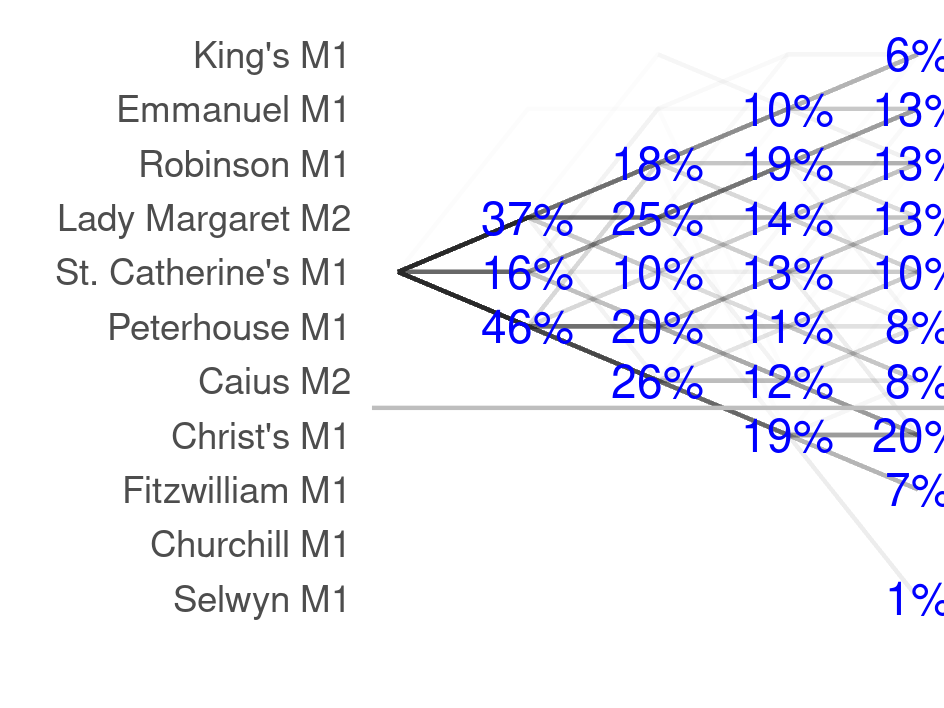 King's M1 6%
Emmanuel M1 10% 13%
Robinson M1 18% 19% 13%
Lady Margaret M2 37% 25% 14% 13%
St. Catherine's M1 16% 10% 13% 10%
Peterhouse M1 46% 20% 11% 8%
Caius M2 26% 12% 8%
Christ's M1 19% 20%
Fitzwilliam M1 7%
Churchill M1
Selwyn M1 1%